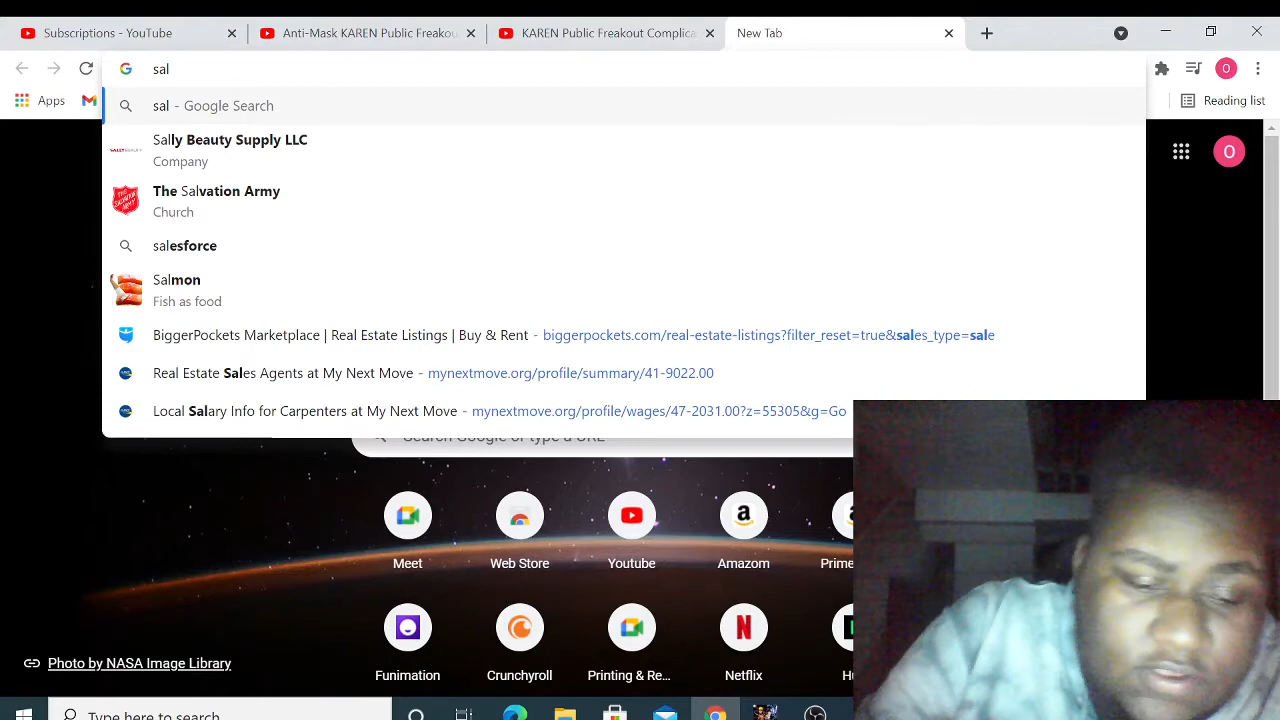 Subscriptions - YouTube
Anti-Mask KAREN Public Freakou
KAREN Public Freakout Complica
New Tab
sal
O
Apps
Reading list
sal - Google Search
Sally Beauty Supply LLC
Company
O
The Salvation Army
Church
salesforce
Salmon
Fish as food
BiggerPockets Marketplace | Real Estate Listings | Buy & Rent - biggerpockets.com/real-estate-listings?filter_reset=true&sales_type=sale
Real Estate Sales Agents at My Next Move - mynextmove.org/profile/summary/41-9022.00
Local Salary Info for Carpenters at My Next Move - mynextmove.org/profile/wages/47-2031.00?z=55305&g=Go
Search Google or type a URL
Meet
Web Store
Youtube
Amazom
Prime
Funimation
Crunchyroll
Printing & Re...
Netflix
Photo by NASA Image Library
Type here to search